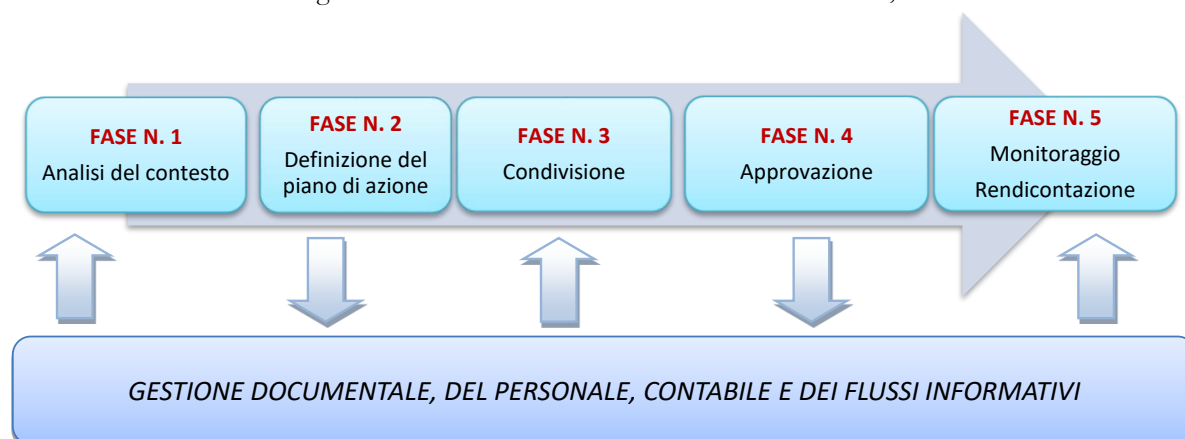 FASE N. 1
Analisi del contesto
FASE N. 2
Definizione del
piano di azione
FASE N. 3
Condivisione
FASE N. 4
Approvazione
FASE N. 5
Monitoraggio
Rendicontazione
GESTIONE DOCUMENTALE, DEL PERSONALE, CONTABILE E DEI FLUSSI INFORMATIVI